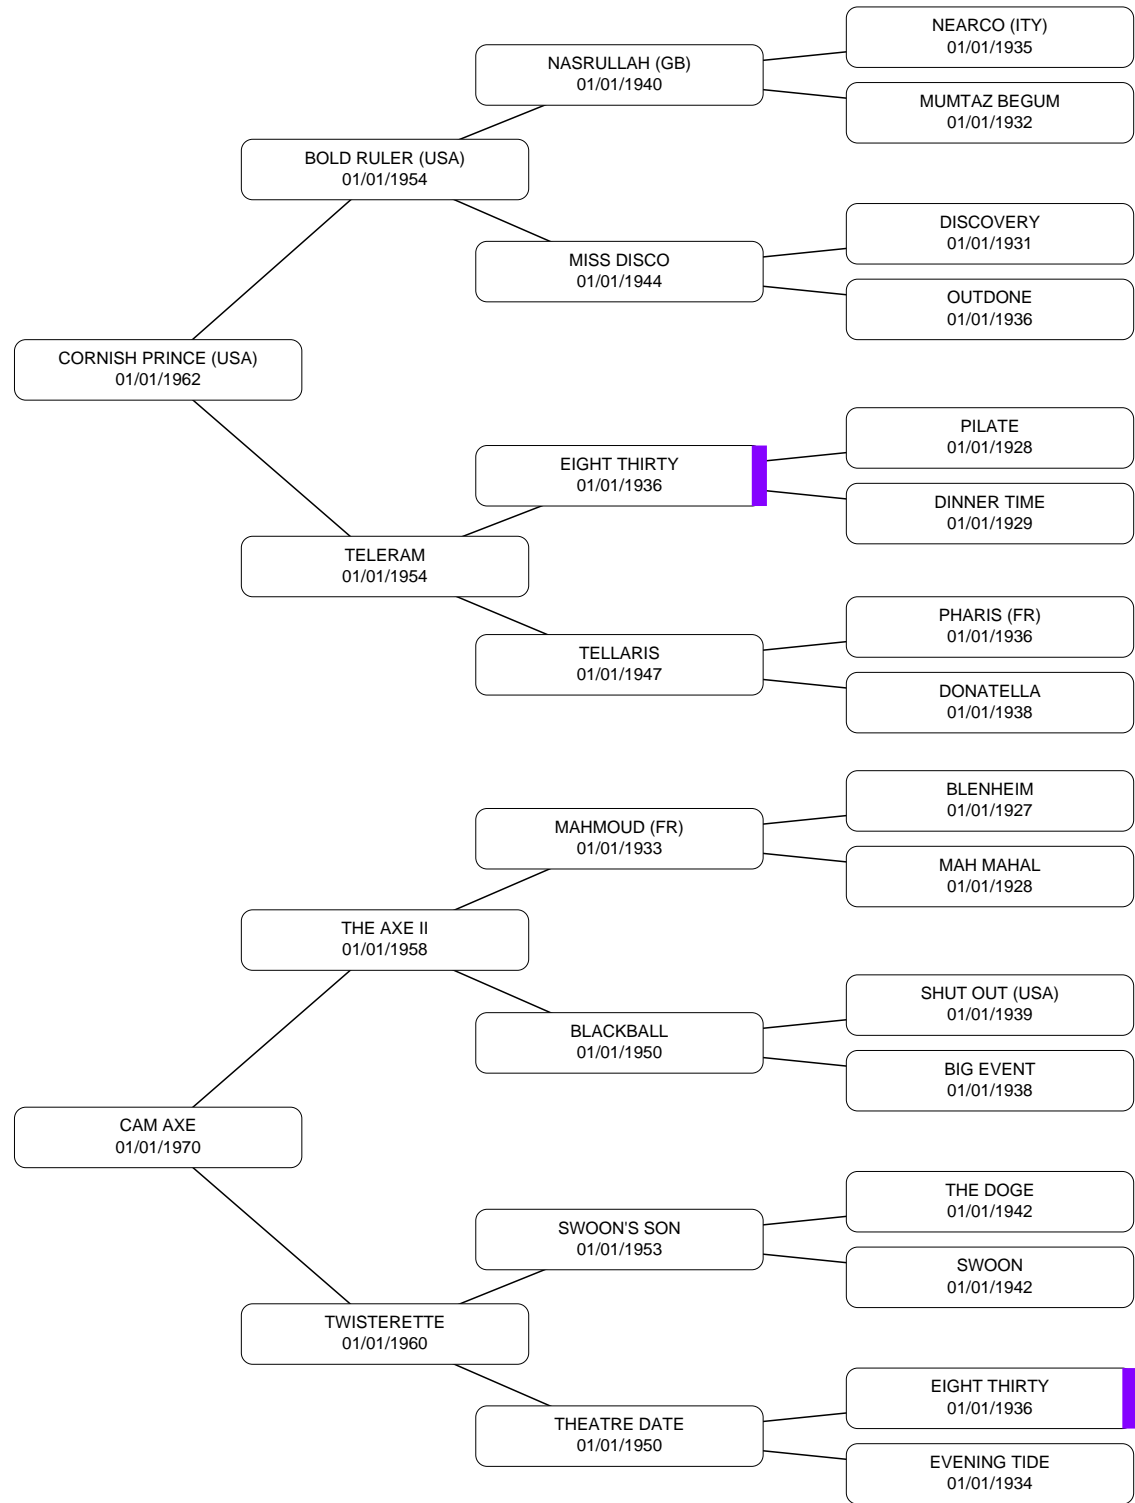 NEARCO (ITY)
01/01/1935
NASRULLAH (GB)
01/01/1940
MUMTAZ BEGUM
01/01/1932
BOLD RULER (USA)
01/01/1954
DISCOVERY
01/01/1931
MISS DISCO
01/01/1944
OUTDONE
01/01/1936
CORNISH PRINCE (USA)
01/01/1962
PILATE
01/01/1928
EIGHT THIRTY
01/01/1936
DINNER TIME
01/01/1929
TELERAM
01/01/1954
PHARIS (FR)
01/01/1936
TELLARIS
01/01/1947
DONATELLA
01/01/1938
BLENHEIM
01/01/1927
MAHMOUD (FR)
01/01/1933
MAH MAHAL
01/01/1928
THE AXE II
01/01/1958
SHUT OUT (USA)
01/01/1939
BLACKBALL
01/01/1950
BIG EVENT
01/01/1938
CAM AXE
01/01/1970
THE DOGE
01/01/1942
SWOON'S SON
01/01/1953
SWOON
01/01/1942
TWISTERETTE
01/01/1960
EIGHT THIRTY
01/01/1936
THEATRE DATE
01/01/1950
EVENING TIDE
01/01/1934